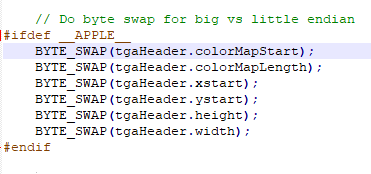 // Do byte swap for big vs little endian
#ifdef __APPLE__
BYTE_SWAP(tgaHeader.colorMapStart);
BYTE_SWAP(tgaHeader.colorMapLength);
BYTE_SWAP(tgaHeader.xstart);
BYTE_SWAP(tgaHeader.ystart);
BYTE_SWAP(tgaHeader.height);
BYTE_SWAP(tgaHeader.width);
#endif